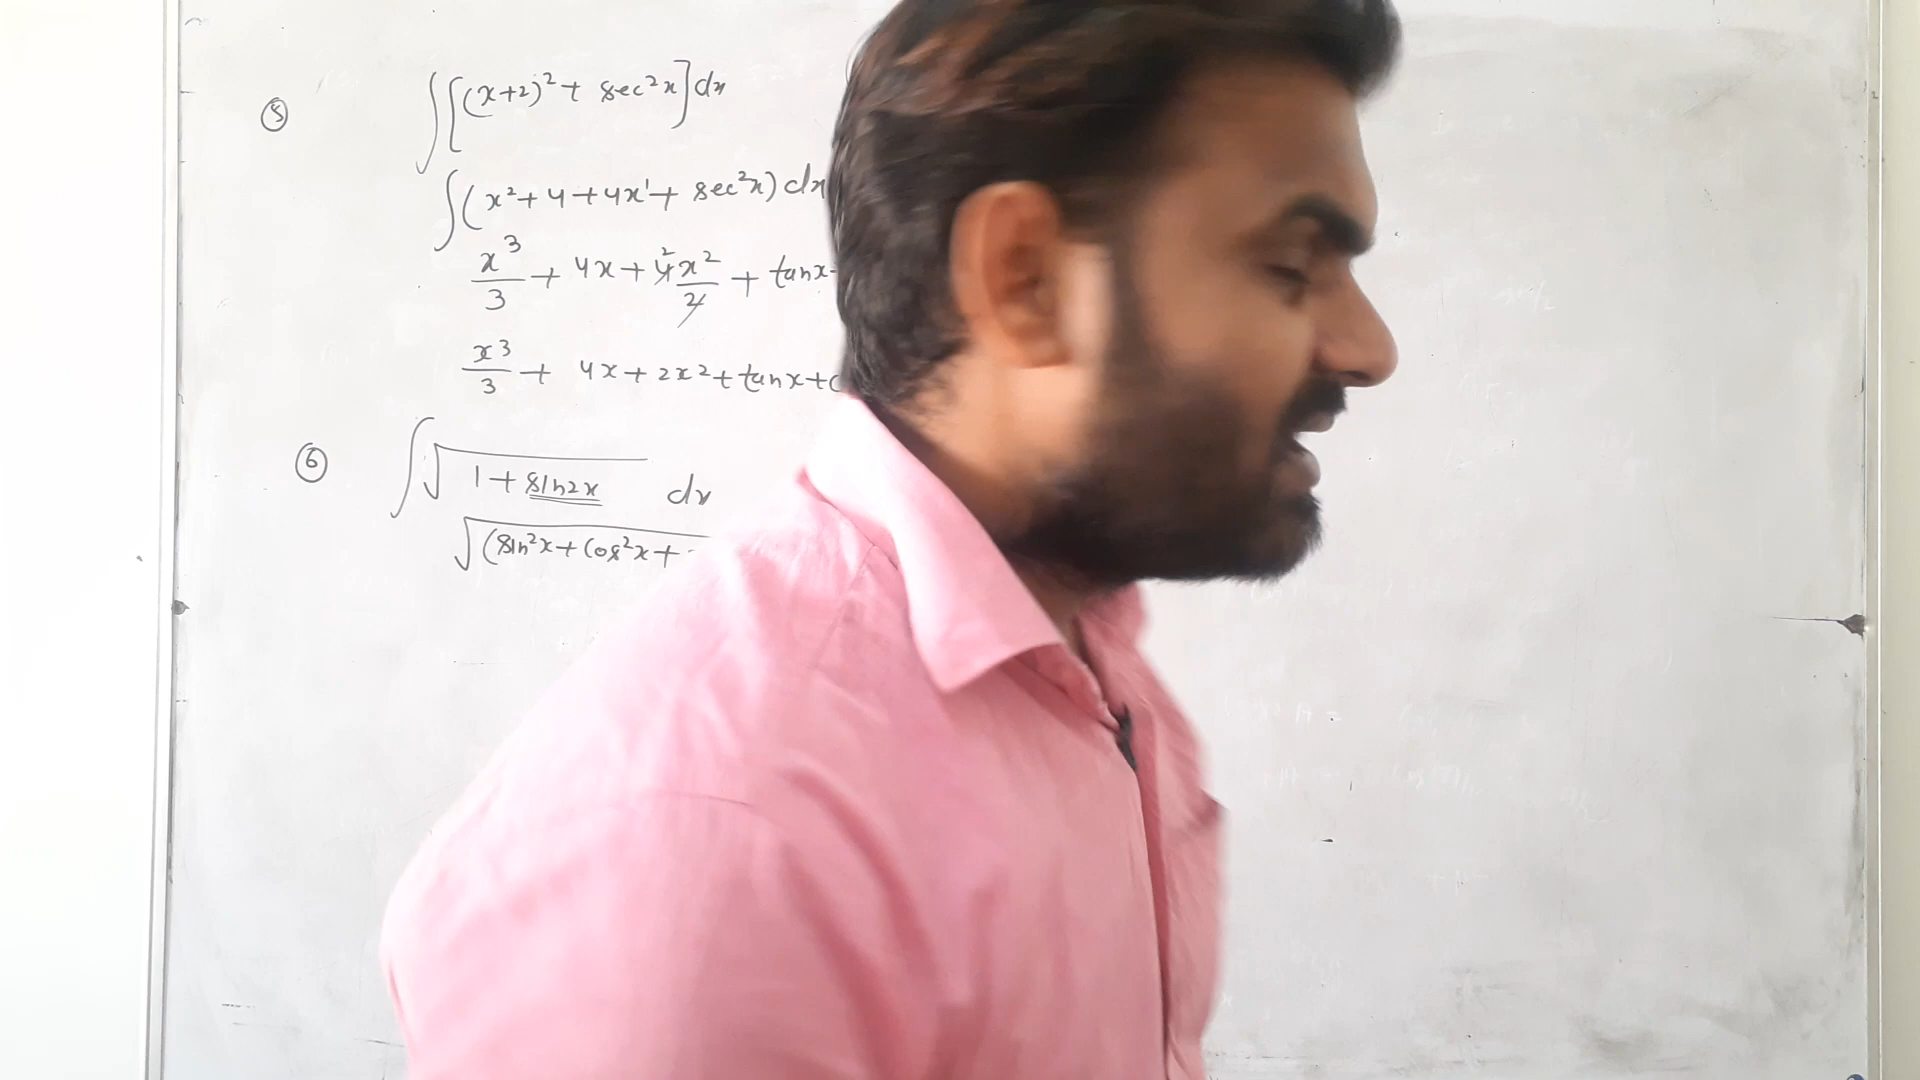 ⑤ ∫[(x+2)² + sec²x]dx
∫(x² + 4 + 4x¹ + sec²x) dx
x³/3 + 4x + 4²x²/2 + tanx
x³/3 + 4x + 2x² + tanx + C
⑥ ∫√(1 + sin2x) dx
√(sin²x + cos²x +